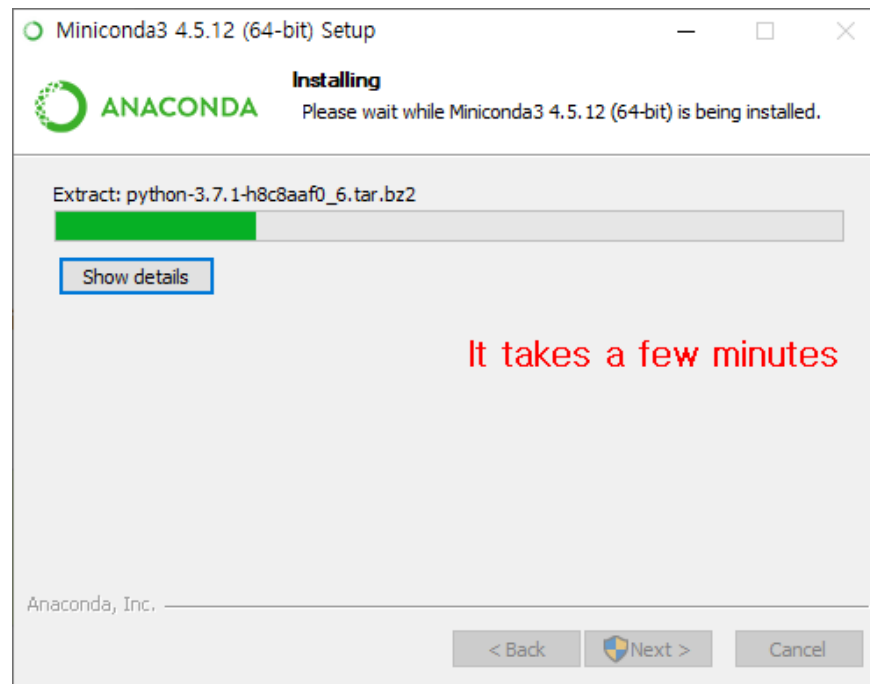 Miniconda3 4.5.12 (64-bit) Setup
ANACONDA
Installing
Please wait while Miniconda3 4.5.12 (64-bit) is being installed.
Extract: python-3.7.1-h8c8aaf0_6.tar.bz2
Show details
It takes a few minutes
Anaconda, Inc.
< Back
Next >
Cancel